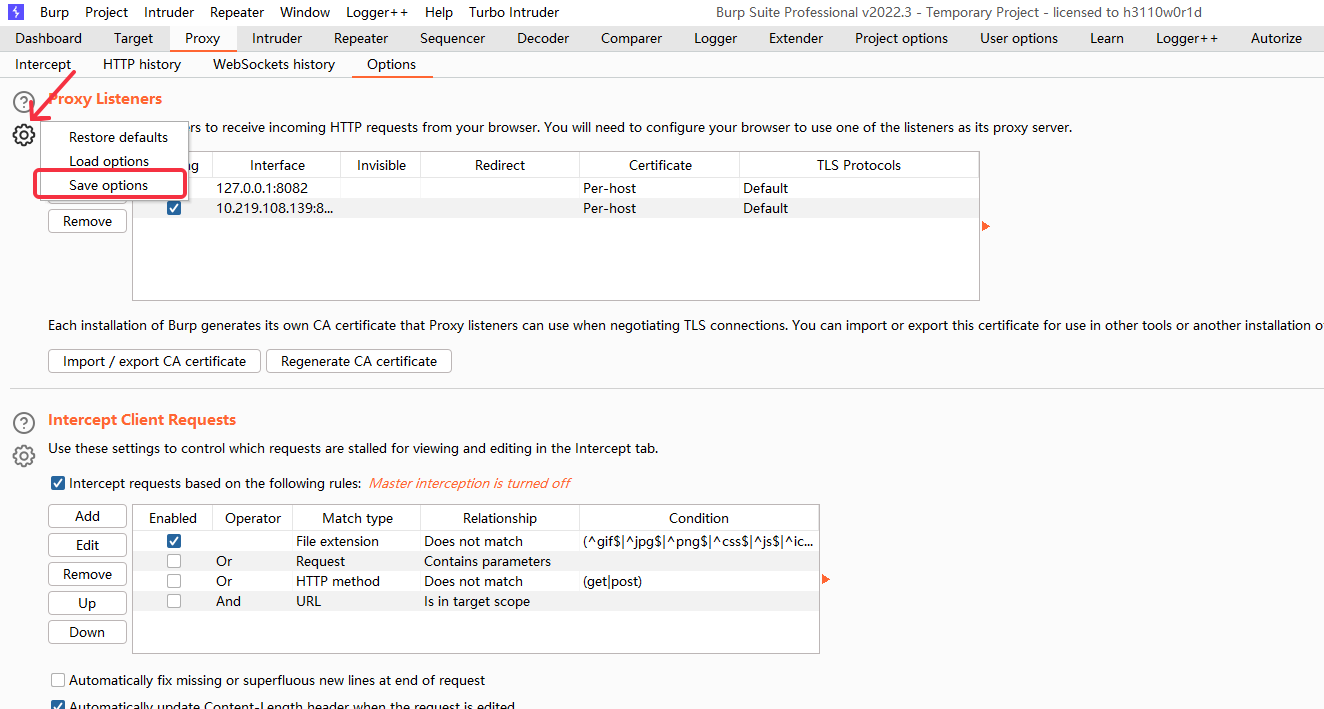 Burp Project Intruder Repeater Window Logger++ Help Turbo Intruder Burp Suite Professional v2022.3 - Temporary Project - licensed to h3110w0r1d
Dashboard Target Proxy Intruder Repeater Sequencer Decoder Comparer Logger Extender Project options User options Learn Logger++ Autorize
Intercept HTTP history WebSockets history Options
Proxy Listeners
rs to receive incoming HTTP requests from your browser. You will need to configure your browser to use one of the listeners as its proxy server.
Restore defaults
Load options
Save options
ng Interface Invisible Redirect Certificate TLS Protocols
127.0.0.1:8082 Per-host Default
10.219.108.139:8... Per-host Default
Remove
Each installation of Burp generates its own CA certificate that Proxy listeners can use when negotiating TLS connections. You can import or export this certificate for use in other tools or another installation o
Import / export CA certificate Regenerate CA certificate
Intercept Client Requests
Use these settings to control which requests are stalled for viewing and editing in the Intercept tab.
Intercept requests based on the following rules: Master interception is turned off
Add
Edit
Remove
Up
Down
Enabled Operator Match type Relationship Condition
File extension Does not match (^gif$|^jpg$|^png$|^css$|^js$|^ic...
Or Request Contains parameters
Or HTTP method Does not match (get|post)
And URL Is in target scope
Automatically fix missing or superfluous new lines at end of request
Automatically update Content-Length header when the request is edited